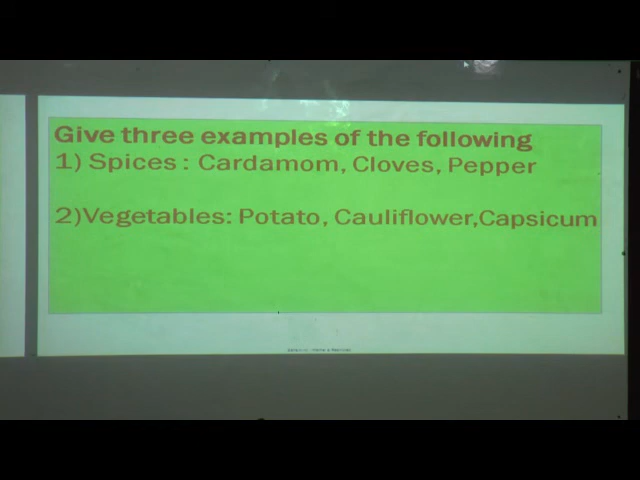 Give three examples of the following
1) Spices : Cardamom, Cloves, Pepper
2)Vegetables: Potato, Cauliflower,Capsicum